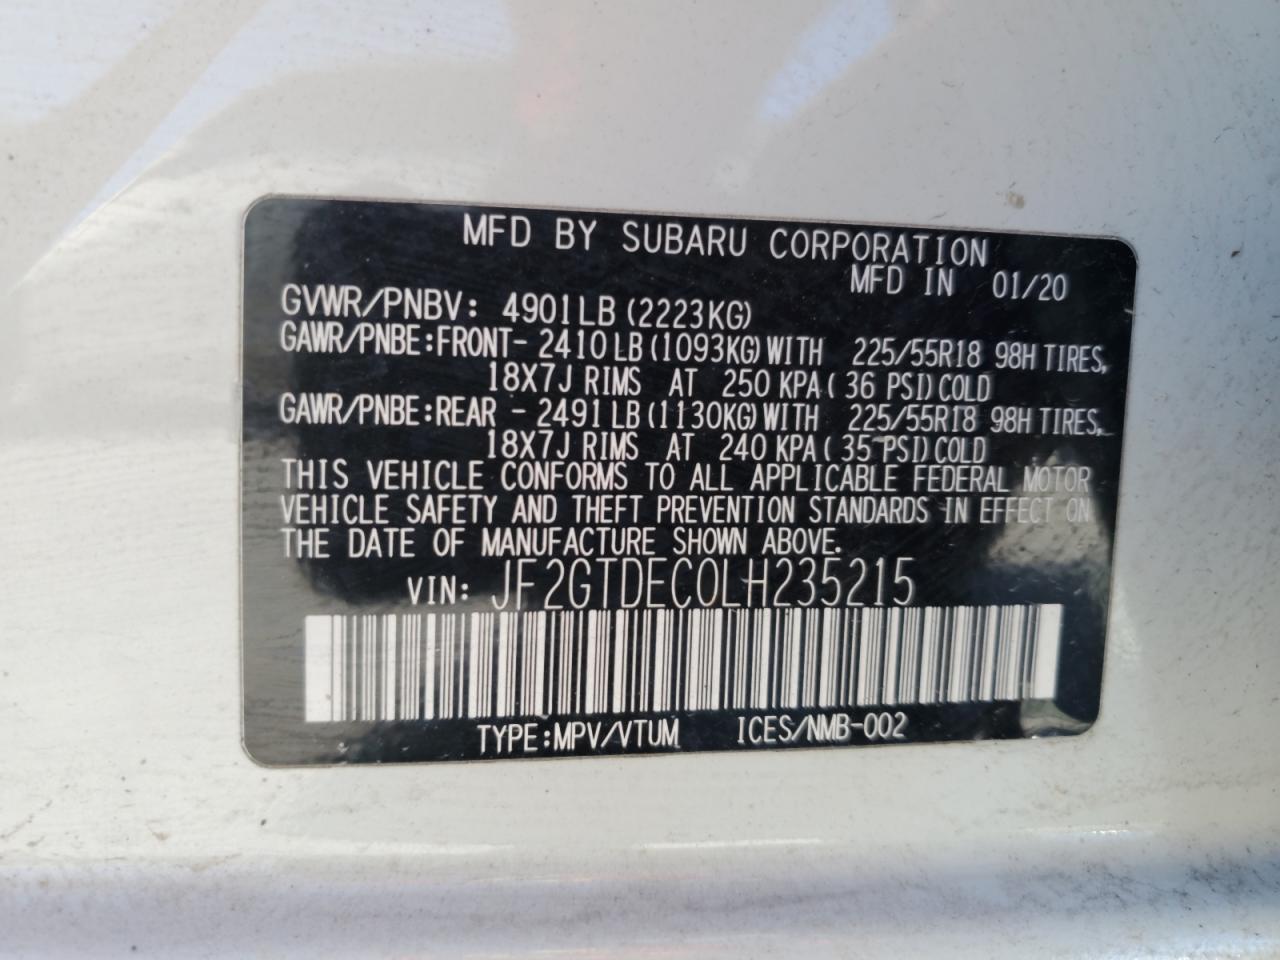 MFD BY SUBARU CORPORATION
MFD IN 01/20
GVWR/PNBV: 4901LB (2223KG)
GAWR/PNBE:FRONT- 2410LB (1093KG) WITH 225/55R18 98H TIRES,
18X7J RIMS AT 250 KPA( 36 PSI) COLD
GAWR/PNBE:REAR - 2491LB (1130KG) WITH 225/55R18 98H TIRES,
18X7J RIMS AT 240 KPA( 35 PSI) COLD
THIS VEHICLE CONFORMS TO ALL APPLICABLE FEDERAL MOTOR
VEHICLE SAFETY AND THEFT PREVENTION STANDARDS IN EFFECT ON
THE DATE OF MANUFACTURE SHOWN ABOVE.
VIN: JF2GTDEC0LH235215
TYPE:MPV/VTUM ICES/NMB-002